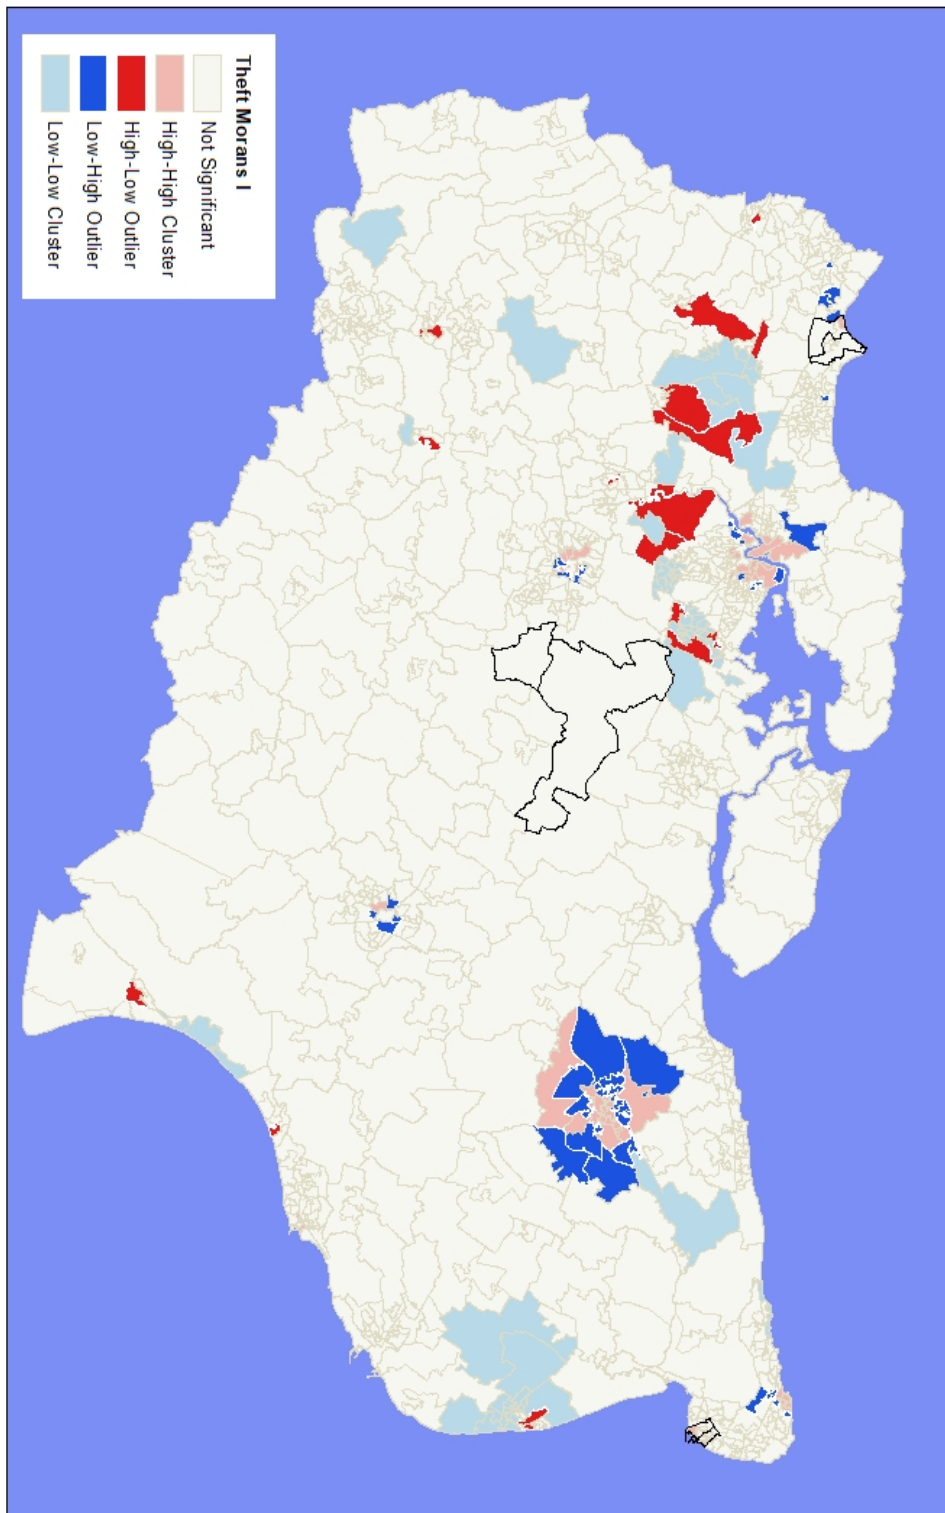 Theft Morans I
Not Significant
High-High Cluster
High-Low Outlier
Low-High Outlier
Low-Low Cluster